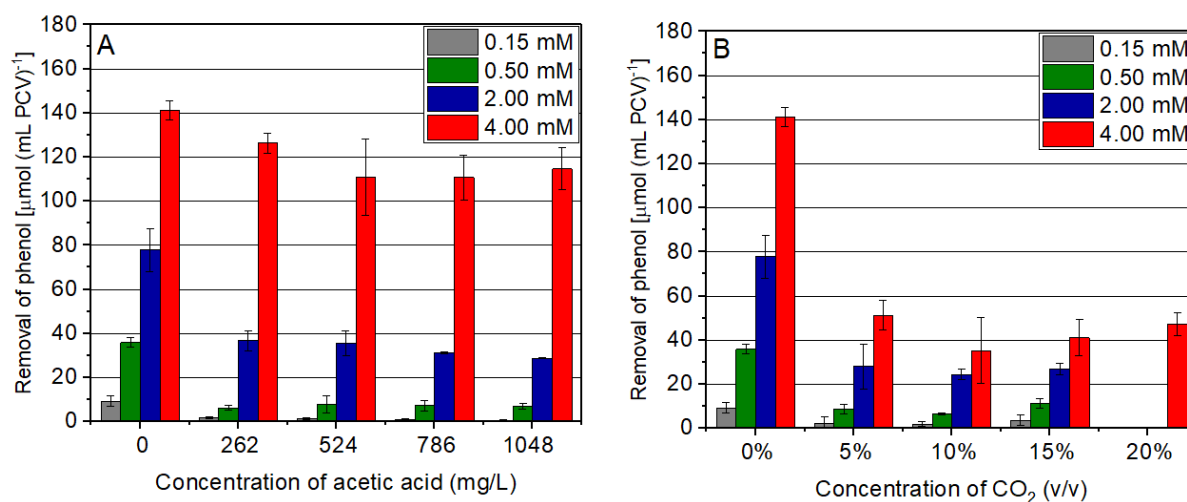 A
0.15 mM
0.50 mM
2.00 mM
4.00 mM
180
160
140
120
100
80
60
40
20
0
Removal of phenol [μmol (mL PCV)⁻¹
0 262 524 786 1048
Concentration of acetic acid (mg/L)
B
0.15 mM
0.50 mM
2.00 mM
4.00 mM
180
160
140
120
100
80
60
40
20
0
Removal of phenol [μmol (mL PCV)⁻¹
0% 5% 10% 15% 20%
Concentration of CO₂ (v/v)